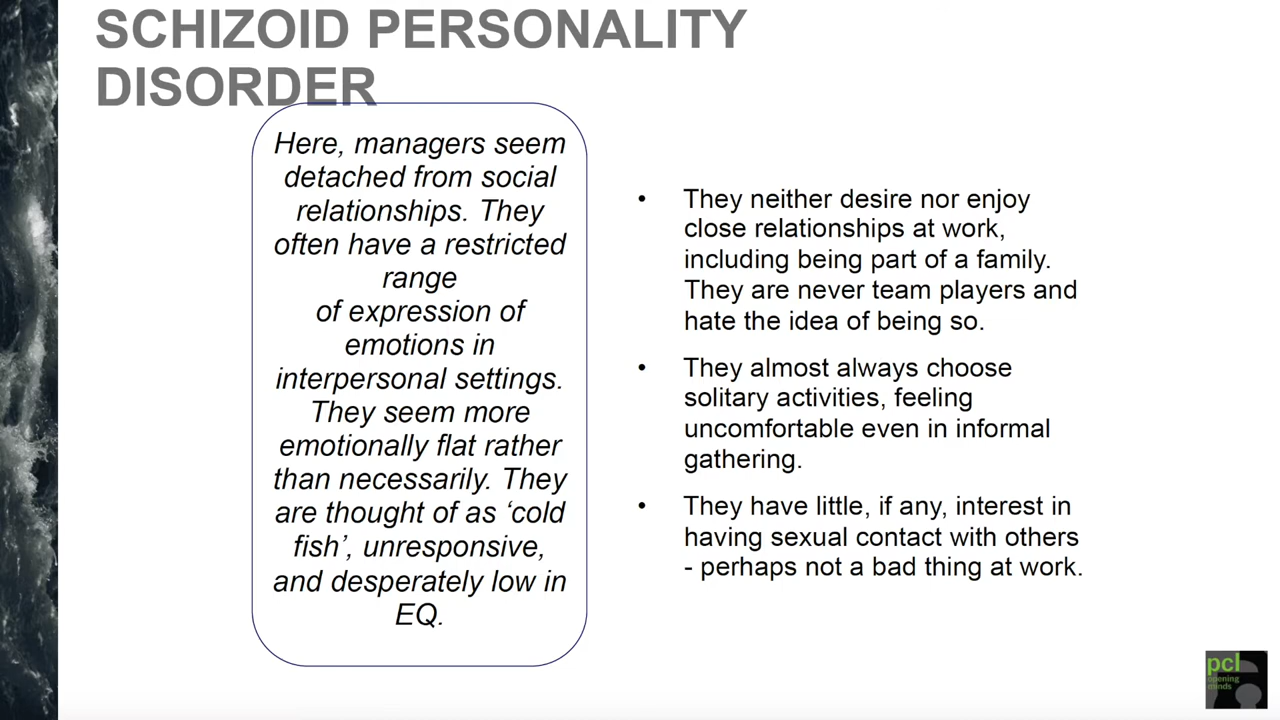 SCHIZOID PERSONALITY
DISORDER
Here, managers seem
detached from social
relationships. They
often have a restricted
range
of expression of
emotions in
interpersonal settings.
They seem more
emotionally flat rather
than necessarily. They
are thought of as ‘cold
fish’, unresponsive,
and desperately low in
EQ.
• They neither desire nor enjoy
close relationships at work,
including being part of a family.
They are never team players and
hate the idea of being so.
• They almost always choose
solitary activities, feeling
uncomfortable even in informal
gathering.
• They have little, if any, interest in
having sexual contact with others
- perhaps not a bad thing at work.
pcl
opening
minds